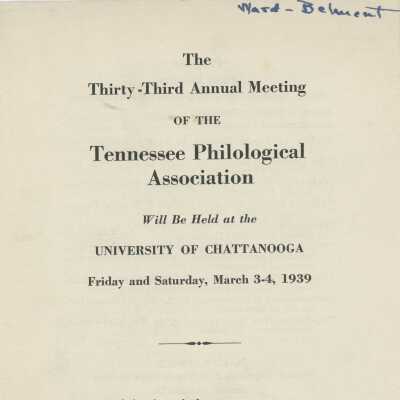 Ward-Belmont
The
Thirty-Third Annual Meeting
OF THE
Tennessee Philological
Association
Will Be Held at the
UNIVERSITY OF CHATTANOOGA
Friday and Saturday, March 3-4, 1939